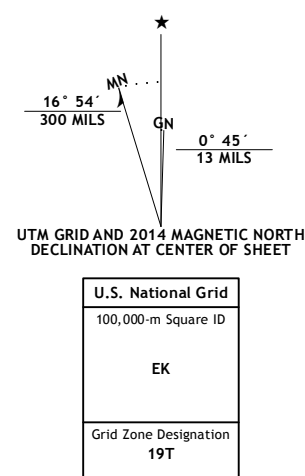 ★
MN
16° 54´
300 MILS
GN
0° 45´
13 MILS
UTM GRID AND 2014 MAGNETIC NORTH
DECLINATION AT CENTER OF SHEET
U.S. National Grid
100,000-m Square ID
EK
Grid Zone Designation
19T